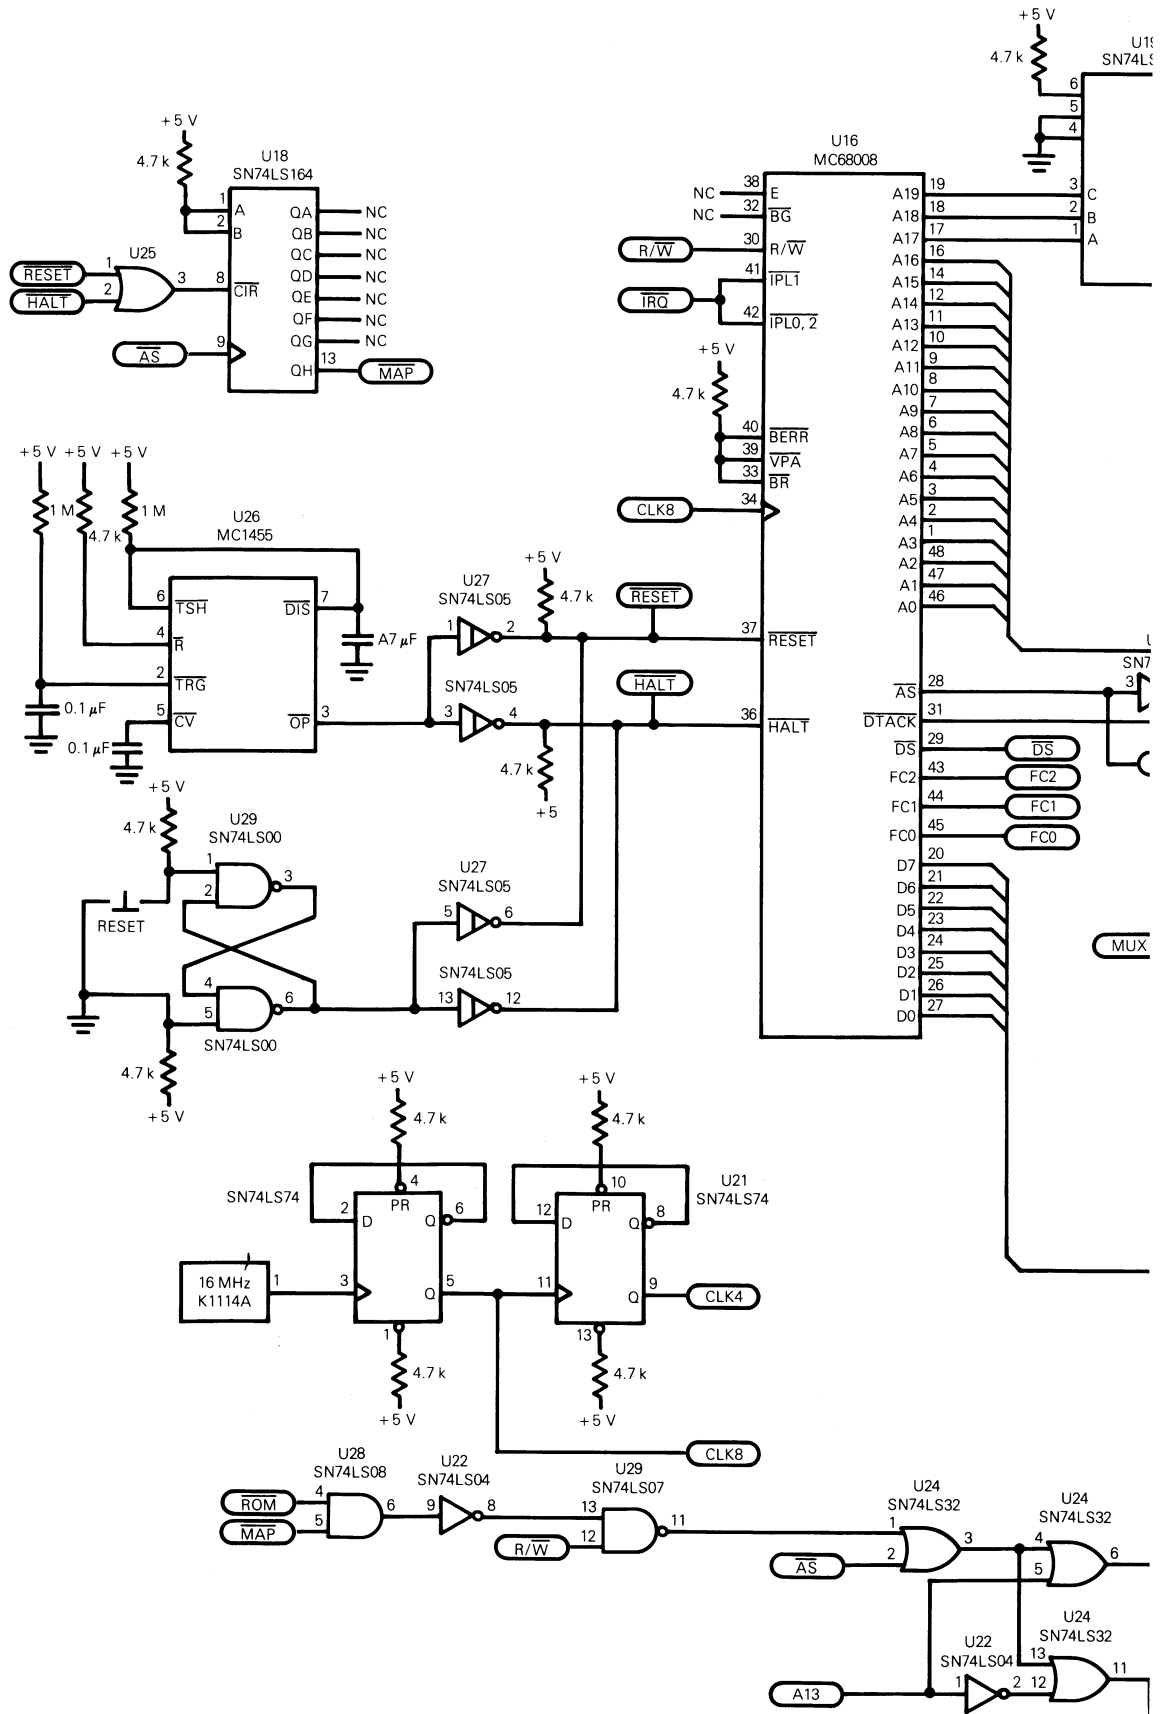 +5 V
4.7 k
U19
SN74LS
6
5
4
3 C
2 B
1 A
+5 V
4.7 k
U18
SN74LS164
1 A
2 B
QA NC
QB NC
QC NC
QD NC
QE NC
QF NC
QG NC
QH 13 MAP
U25
RESET 1
HALT 2
3
8 CIR
AS 9
U16
MC68008
NC 38 E
NC 32 BG
R/W 30 R/W
IRQ
41 IPL1
42 IPL0, 2
+5 V
4.7 k
40 BERR
39 VPA
33 BR
CLK8 34
37 RESET
36 HALT
A19 19
A18 18
A17 17
A16 16
A15 14
A14 12
A13 11
A12 10
A11 9
A10 8
A9 7
A8 6
A7 5
A6 4
A5 3
A4 2
A3 1
A2 48
A1 47
A0 46
AS 28
DTACK 31
DS 29 DS
FC2 43 FC2
FC1 44 FC1
FC0 45 FC0
D7 20
D6 21
D5 22
D4 23
D3 24
D2 25
D1 26
D0 27
U
SN7
3
MUX
+5 V +5 V +5 V
1 M
4.7 k
1 M
U26
MC1455
6 TSH
4 R
2 TRG
5 CV
DIS 7
OP 3
A7 μF
0.1 μF
0.1 μF
U27
SN74LS05
1 2
SN74LS05
3 4
+5 V
4.7 k
RESET
HALT
4.7 k
+5
+5 V
4.7 k
U29
SN74LS00
1
2
3
RESET
4
5
6
SN74LS00
4.7 k
+5 V
U27
SN74LS05
5 6
SN74LS05
13 12
+5 V
4.7 k
SN74LS74
4
PR
2 D
Q 6
3
Q 5
1
4.7 k
+5 V
16 MHz
K1114A
1
+5 V
4.7 k
U21
SN74LS74
10
PR
12 D
Q 8
11
Q 9
CLK4
13
4.7 k
+5 V
CLK8
U28
SN74LS08
ROM 4
MAP 5
6
U22
SN74LS04
9 8
U29
SN74LS07
13
R/W 12
11
U24
SN74LS32
1
AS 2
3
U24
SN74LS32
4
5
6
U24
SN74LS32
13
12
11
U22
SN74LS04
A13 1 2